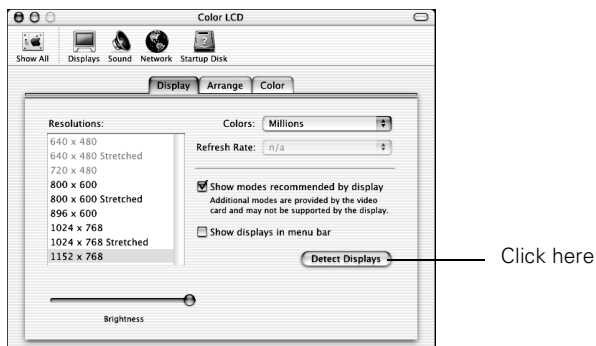 Color LCD
Show All Displays Sound Network Startup Disk
Display Arrange Color
Resolutions:
640 x 480
640 x 480 Stretched
720 x 480
800 x 600
800 x 600 Stretched
896 x 600
1024 x 768
1024 x 768 Stretched
1152 x 768
Colors: Millions
Refresh Rate: n/a
Show modes recommended by display
Additional modes are provided by the video
card and may not be supported by the display.
Show displays in menu bar
Detect Displays
Click here
Brightness